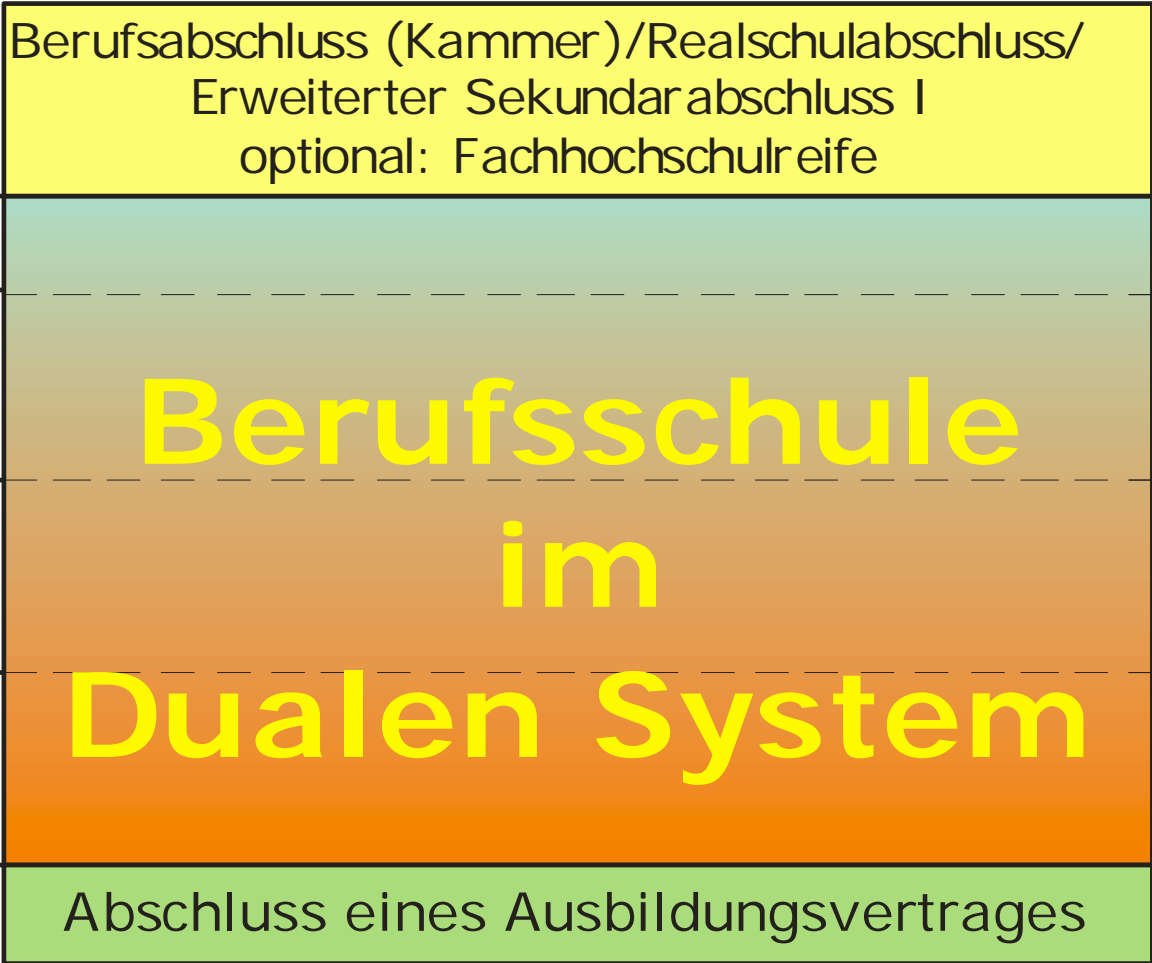 Berufsabschluss (Kammer)/Realschulabschluss/
Erweiterter Sekundarabschluss I
optional: Fachhochschulreife
Berufsschule
im
Dualen System
Abschluss eines Ausbildungsvertrages